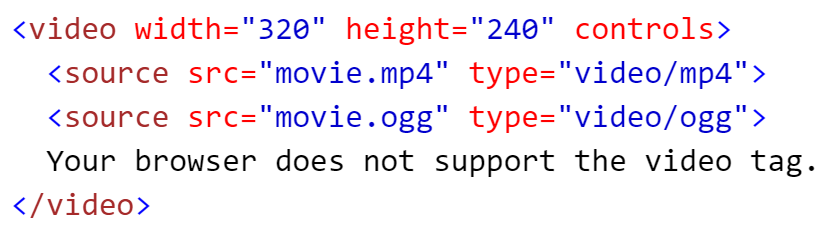 <video width="320" height="240" controls>
<source src="movie.mp4" type="video/mp4">
<source src="movie.ogg" type="video/ogg">
Your browser does not support the video tag.
</video>